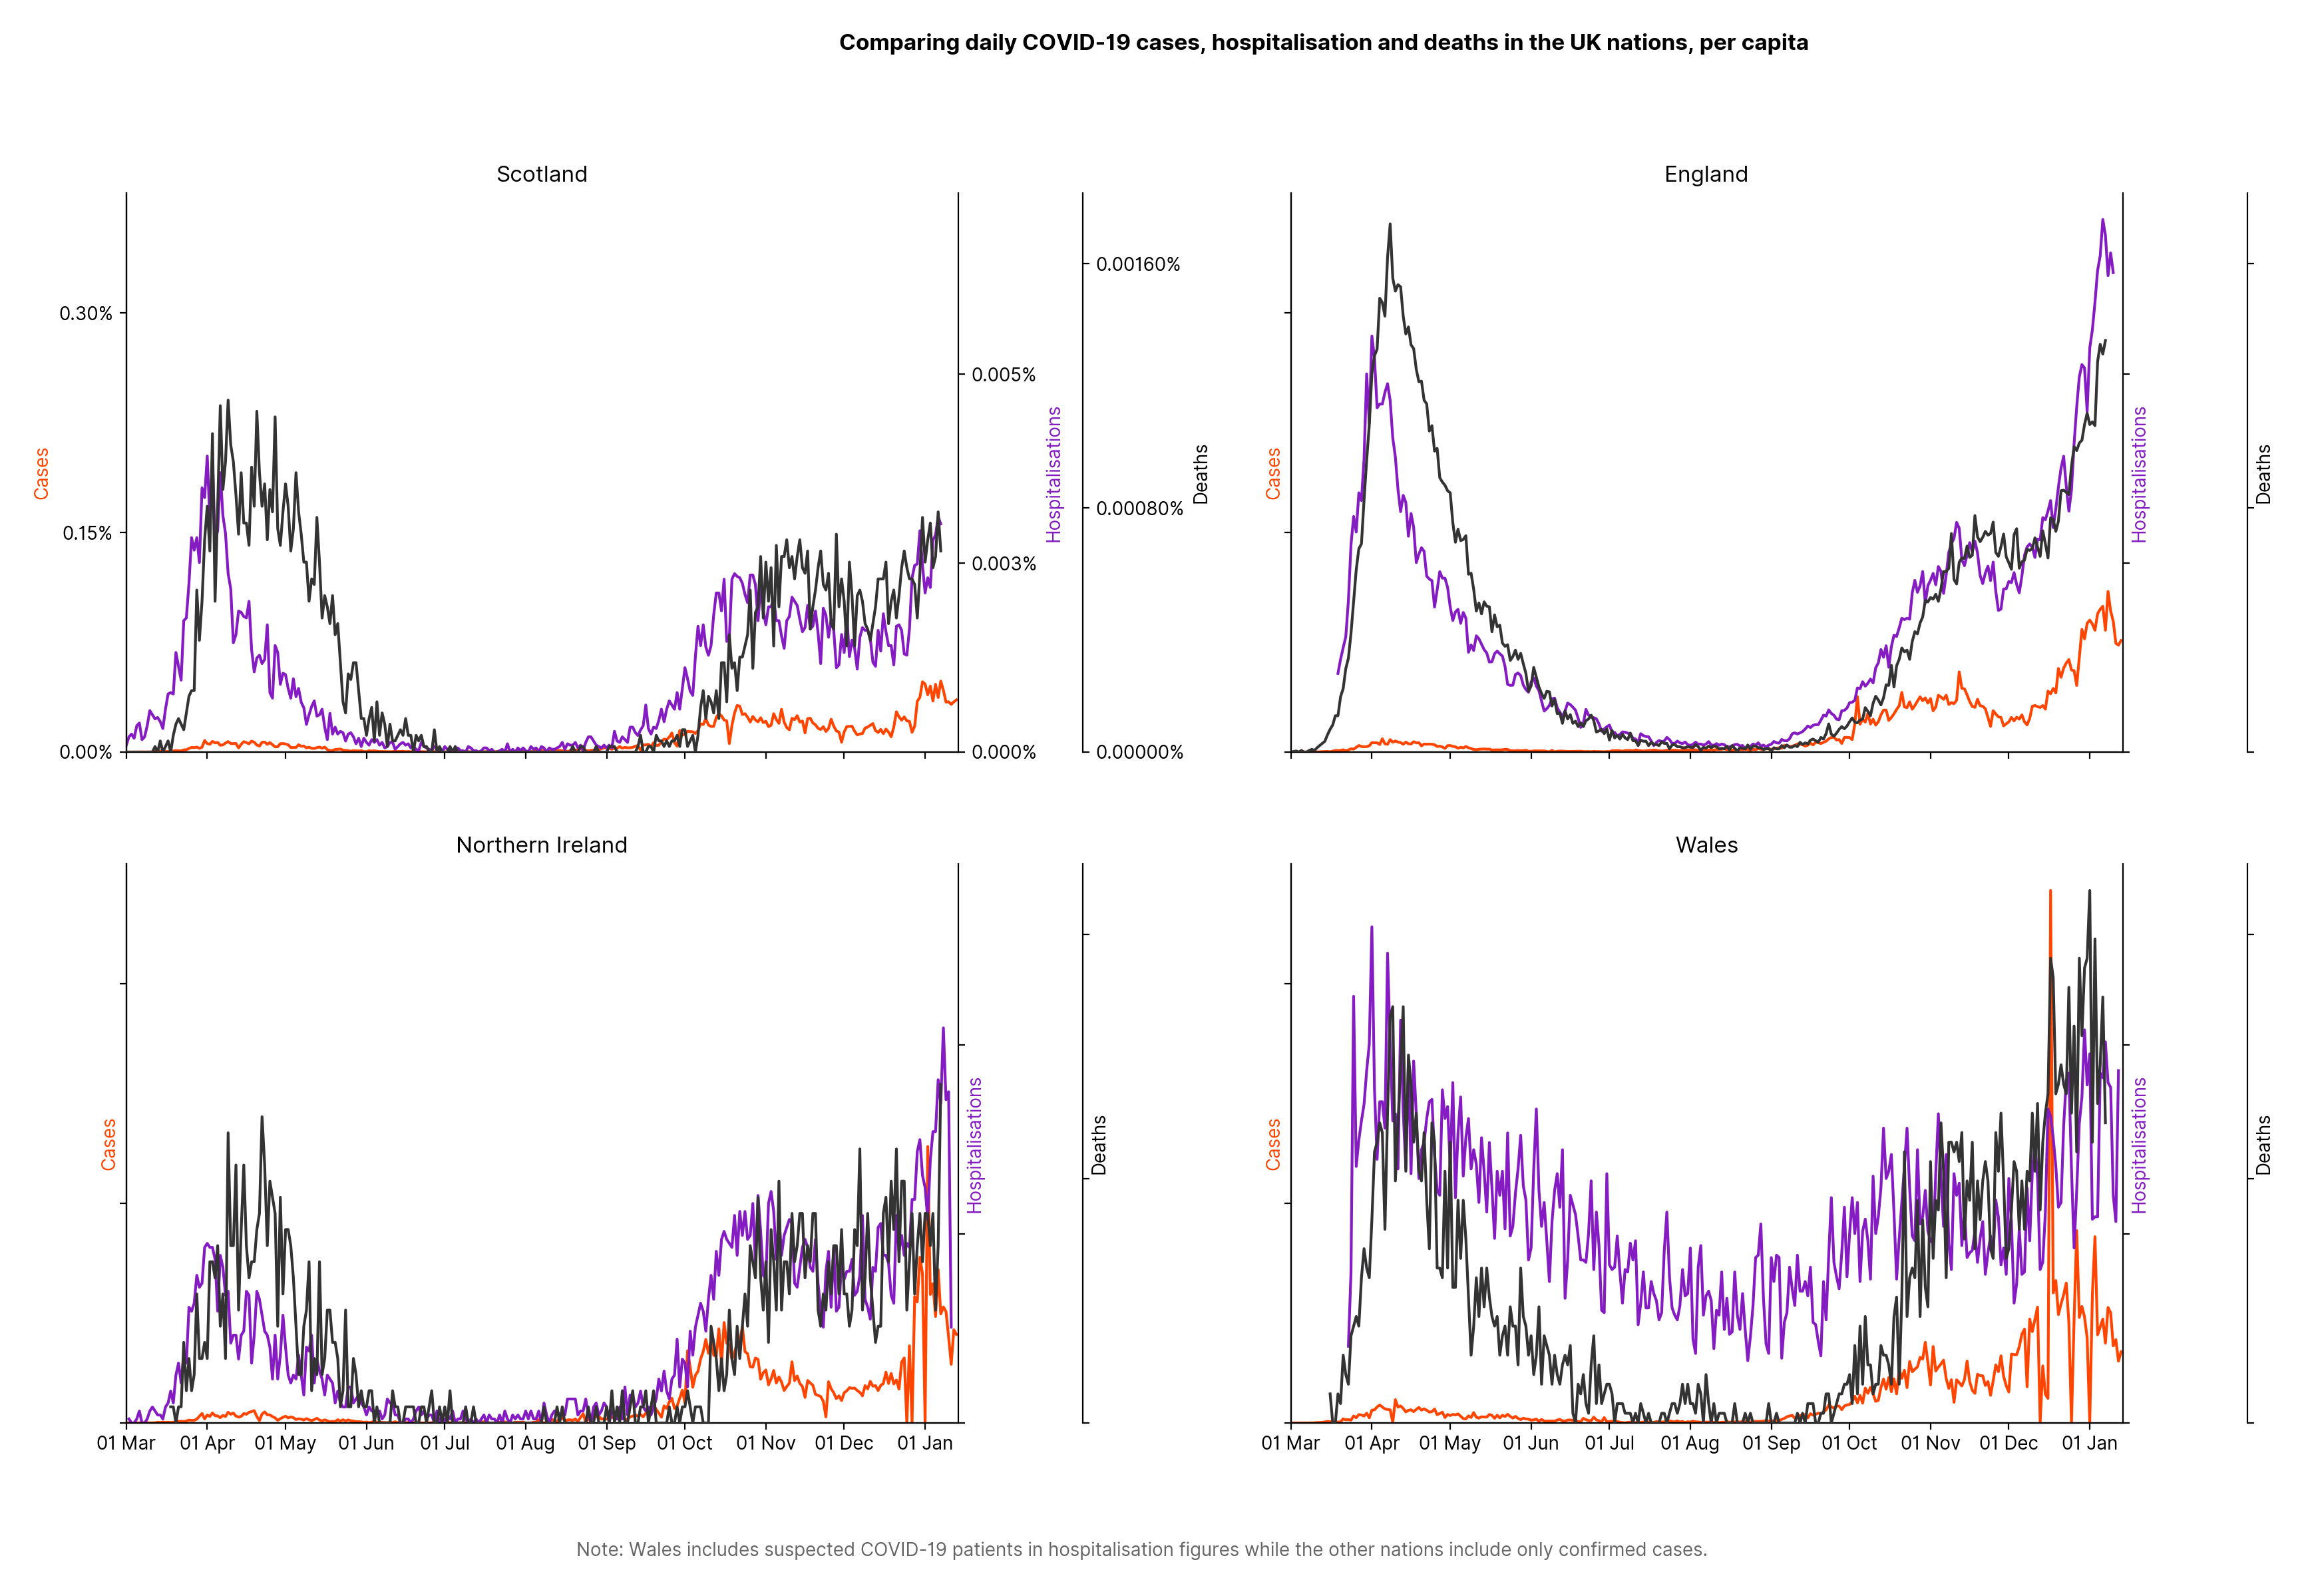 Comparing daily COVID-19 cases, hospitalisation and deaths in the UK nations, per capita
Scotland
0.30%
0.15%
0.00%
Cases
0.005%
0.003%
0.000%
Hospitalisations
0.00160%
0.00080%
0.00000%
Deaths
England
Cases
Hospitalisations
Deaths
Northern Ireland
Cases
Hospitalisations
Deaths
01 Mar 01 Apr 01 May 01 Jun 01 Jul 01 Aug 01 Sep 01 Oct 01 Nov 01 Dec 01 Jan
Wales
Cases
Hospitalisations
Deaths
01 Mar 01 Apr 01 May 01 Jun 01 Jul 01 Aug 01 Sep 01 Oct 01 Nov 01 Dec 01 Jan
Note: Wales includes suspected COVID-19 patients in hospitalisation figures while the other nations include only confirmed cases.